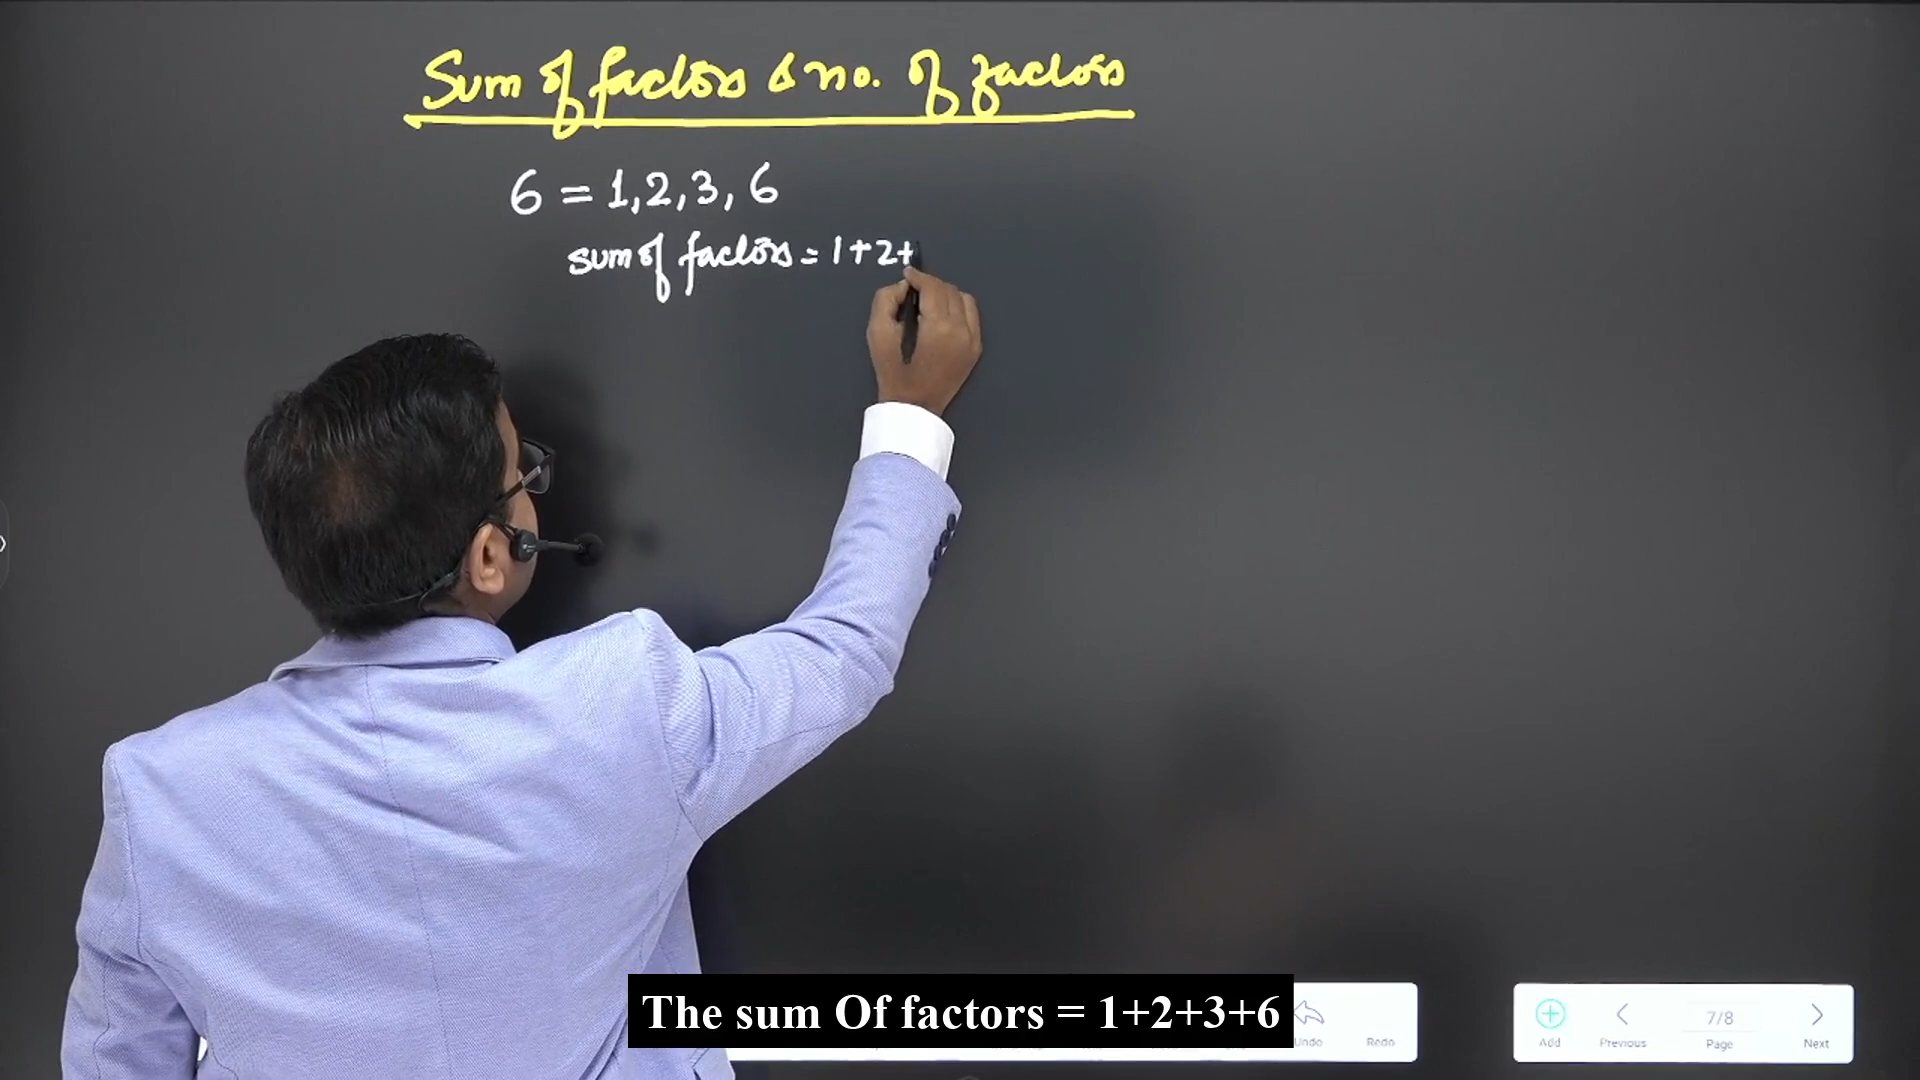 Sum of factors & no. of factors
6 = 1,2,3, 6
sum of factors = 1+2+
The sum Of factors = 1+2+3+6
Undo
Redo
Add
Previous
7/8
Page
Next